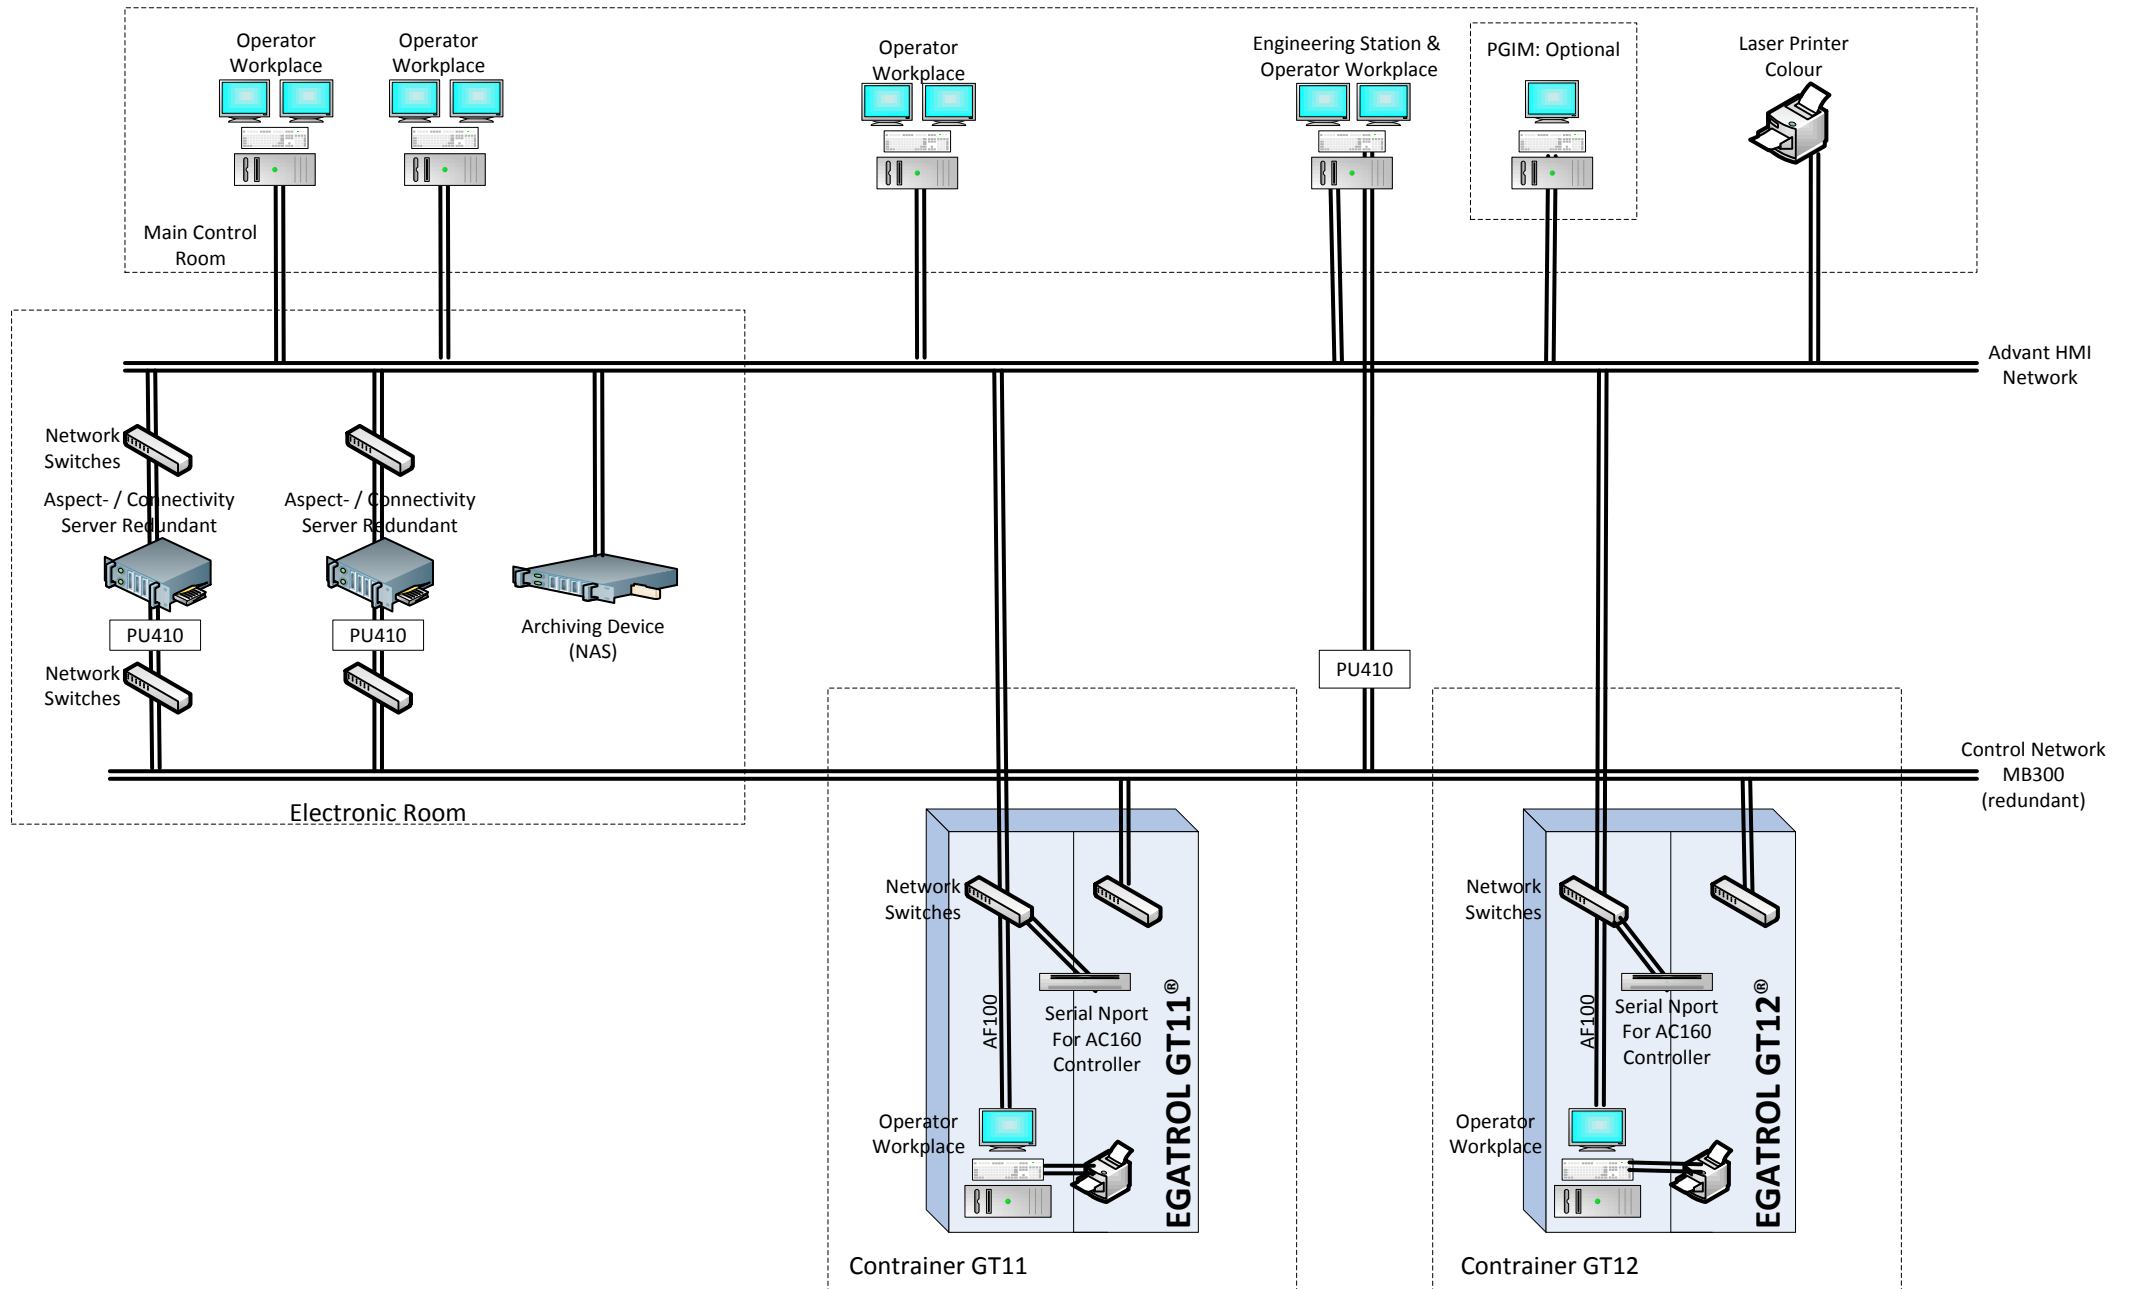 Operator
Workplace
Operator
Workplace
Operator
Workplace
Engineering Station &
Operator Workplace
PGIM: Optional
Laser Printer
Colour
Main Control
Room
Advant HMI
Network
Network
Switches
Aspect- / Connectivity
Server Redundant
Aspect- / Connectivity
Server Redundant
PU410
PU410
Archiving Device
(NAS)
Network
Switches
PU410
Control Network
MB300
(redundant)
Electronic Room
Network
Switches
AF100
Serial Nport
For AC160
Controller
EGATROL GT11®
Operator
Workplace
Contrainer GT11
Network
Switches
AF100
Serial Nport
For AC160
Controller
EGATROL GT12®
Operator
Workplace
Contrainer GT12